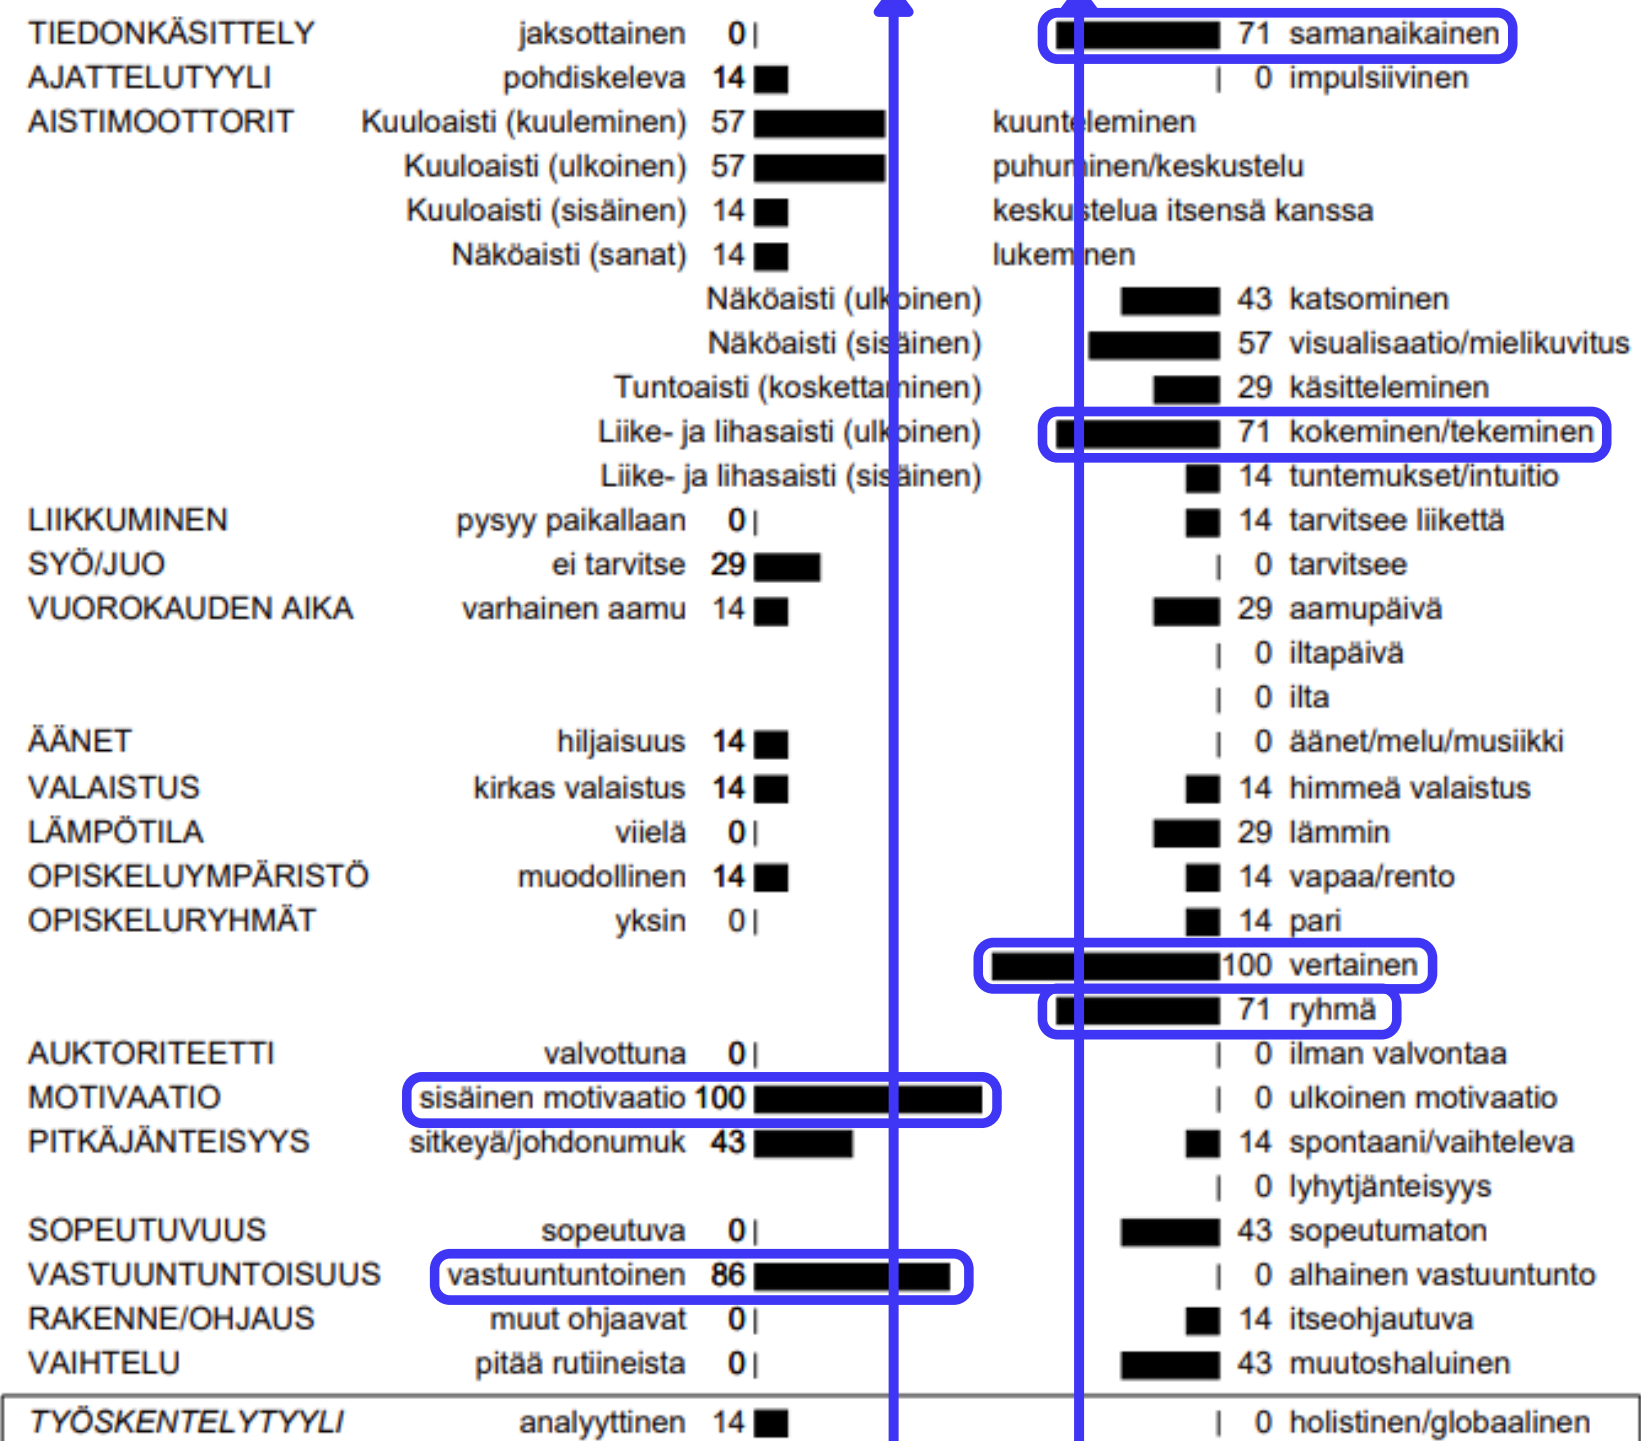 TIEDONKÄSITTELY jaksottainen 0 71 samanaikainen
AJATTELUTYYLI pohdiskeleva 14 0 impulsiivinen
AISTIMOOTTORIT Kuuloaisti (kuuleminen) 57 kuunteleminen
Kuuloaisti (ulkoinen) 57 puhuminen/keskustelu
Kuuloaisti (sisäinen) 14 keskustelua itsensä kanssa
Näköaisti (sanat) 14 lukeminen
Näköaisti (ulkoinen) 43 katsominen
Näköaisti (sisäinen) 57 visualisaatio/mielikuvitus
Tuntoaisti (koskettaminen) 29 käsitteleminen
Liike- ja lihasaisti (ulkoinen) 71 kokeminen/tekeminen
Liike- ja lihasaisti (sisäinen) 14 tuntemukset/intuitio
LIIKKUMINEN pysyy paikallaan 0 14 tarvitsee liikettä
SYÖ/JUO ei tarvitse 29 0 tarvitsee
VUOROKAUDEN AIKA varhainen aamu 14 29 aamupäivä
0 iltapäivä
0 ilta
ÄÄNET hiljaisuus 14 0 äänet/melu/musiikki
VALAISTUS kirkas valaistus 14 14 himmeä valaistus
LÄMPÖTILA viielä 0 29 lämmin
OPISKELUYMPÄRISTÖ muodollinen 14 14 vapaa/rento
OPISKELURYHMÄT yksin 0 14 pari
100 vertainen
71 ryhmä
AUKTORITEETTI valvottuna 0 0 ilman valvontaa
MOTIVAATIO sisäinen motivaatio 100 0 ulkoinen motivaatio
PITKÄJÄNTEISYYS sitkeyä/johdonumuk 43 14 spontaani/vaihteleva
0 lyhytjänteisyys
SOPEUTUVUUS sopeutuva 0 43 sopeutumaton
VASTUUNTUNTOISUUS vastuuntuntoinen 86 0 alhainen vastuuntunto
RAKENNE/OHJAUS muut ohjaavat 0 14 itseohjautuva
VAIHTELU pitää rutiineista 0 43 muutoshaluinen
TYÖSKENTELYTYYLI analyyttinen 14 0 holistinen/globaalinen